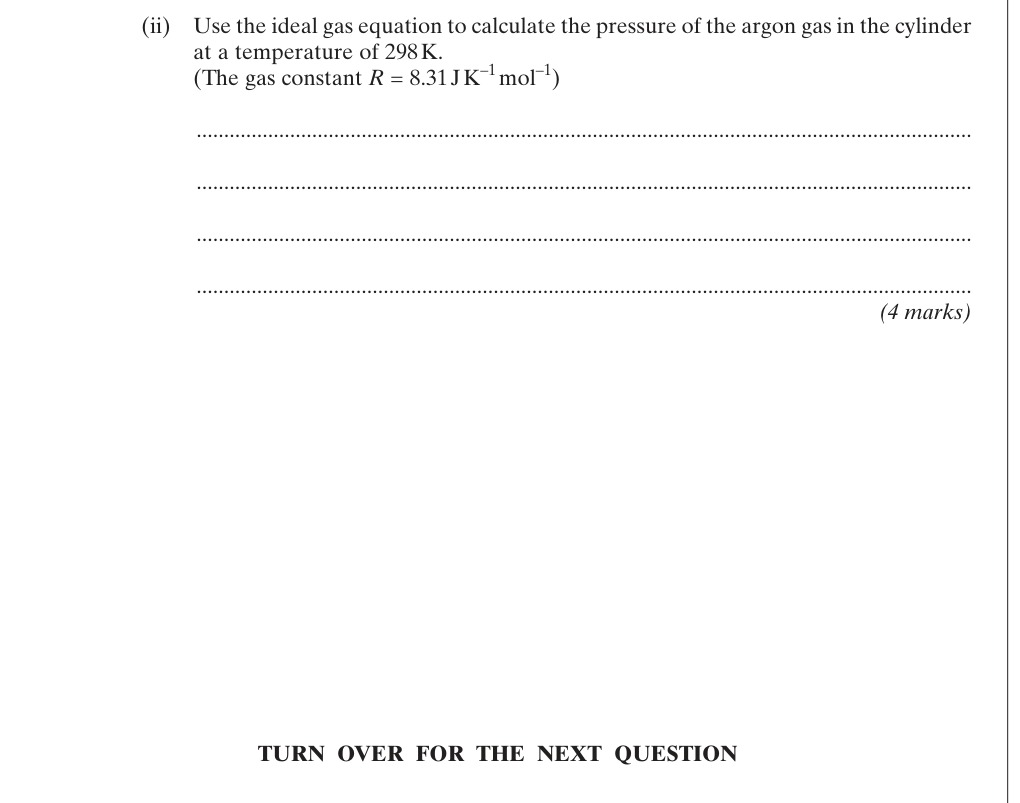 (ii) Use the ideal gas equation to calculate the pressure of the argon gas in the cylinder
at a temperature of 298 K.
(The gas constant R = 8.31 J K⁻¹ mol⁻¹)
(4 marks)
TURN OVER FOR THE NEXT QUESTION